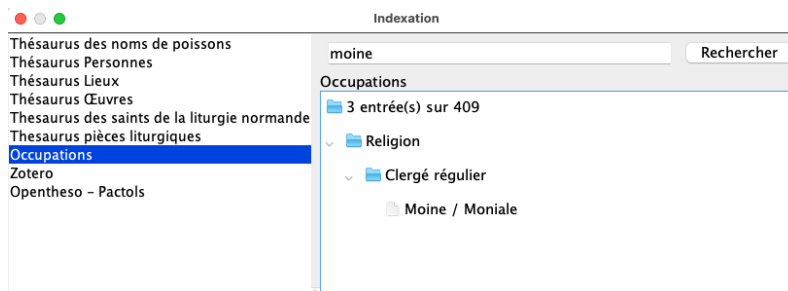 Indexation
Thésaurus des noms de poissons
Thésaurus Personnes
Thésaurus Lieux
Thésaurus Œuvres
Thesaurus des saints de la liturgie normande
Thesaurus pièces liturgiques
Occupations
Zotero
Opentheso - Pactols
moine
Rechercher
Occupations
3 entrée(s) sur 409
Religion
Clergé régulier
Moine / Moniale